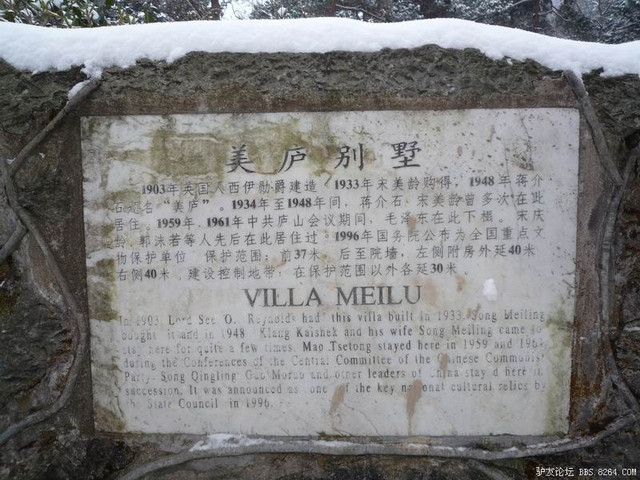 美庐别墅
1903年英国人西伊勋爵建造 1933年宋美龄购得，1948年蒋介
石题名“美庐”。1934年至1948年间，蒋介石、宋美龄曾多次在此
居住。1959年、1961年中共庐山会议期间，毛泽东在此下榻。宋庆
龄、郭沫若等人先后在此居住过 1996年国务院公布为全国重点文
物保护单位 保护范围：前37米 后至院墙，左侧附房外延40米
右侧40米 建设控制地带，在保护范围以外各延30米
VILLA MEILU
In 1903 Lord See O. Reynolds had this villa built in 1933 Song Meiling
bought it and in 1948 Kiang Kaishek and his wife Song Meiling came to
stay here for quite a few times. Mao Tsetong stayed here in 1959 and 1961
during the Conferences of the Central Committee of the Chinese Communist
Party. Song Qingling Guo Moruo and other leaders of China stayed here in
succession. It was announced as one of the key national cultural relics by
the State Council in 1996.
驴友论坛 BBS.8264.COM